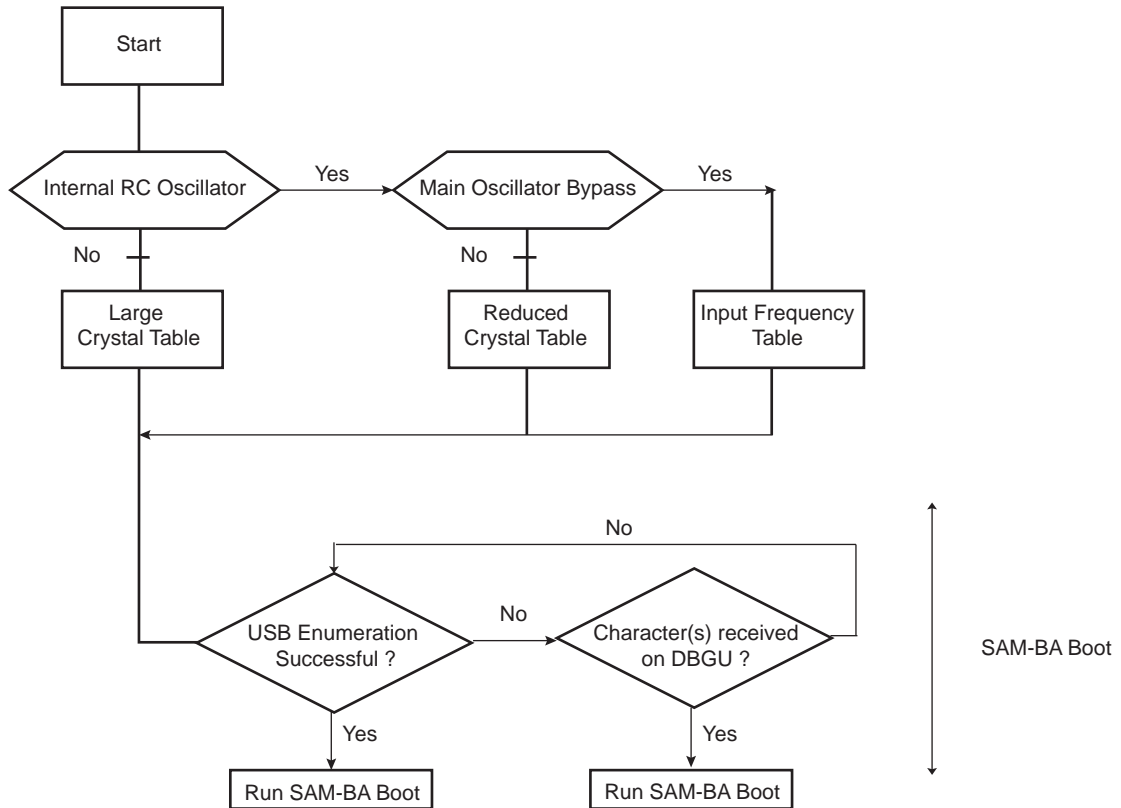 Start
Internal RC Oscillator
Yes
Main Oscillator Bypass
Yes
No
No
Large
Crystal Table
Reduced
Crystal Table
Input Frequency
Table
No
USB Enumeration
Successful ?
No
Character(s) received
on DBGU ?
SAM-BA Boot
Yes
Yes
Run SAM-BA Boot
Run SAM-BA Boot